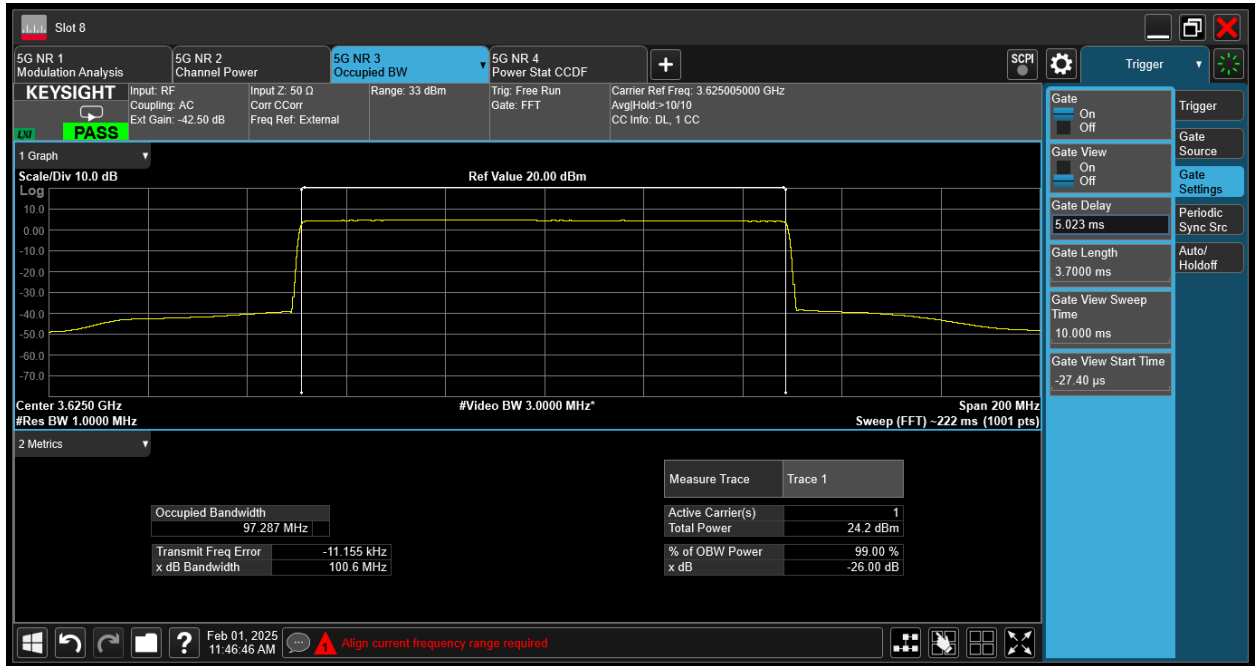 Slot 8
5G NR 1
Modulation Analysis
5G NR 2
Channel Power
5G NR 3
Occupied BW
5G NR 4
Power Stat CCDF
SCPI
Trigger
KEYSIGHT
LXI
PASS
Input: RF
Coupling: AC
Ext Gain: -42.50 dB
Input Z: 50 Ω
Corr CCorr
Freq Ref: External
Range: 33 dBm
Trig: Free Run
Gate: FFT
Carrier Ref Freq: 3.625005000 GHz
Avg|Hold:>10/10
CC Info: DL, 1 CC
1 Graph
Scale/Div 10.0 dB
Ref Value 20.00 dBm
Log
10.0
0.00
-10.0
-20.0
-30.0
-40.0
-50.0
-60.0
-70.0
Center 3.6250 GHz
#Video BW 3.0000 MHz*
Span 200 MHz
#Res BW 1.0000 MHz
Sweep (FFT) ~222 ms (1001 pts)
2 Metrics
Measure Trace Trace 1
Occupied Bandwidth
97.287 MHz
Active Carrier(s) 1
Total Power 24.2 dBm
Transmit Freq Error -11.155 kHz
x dB Bandwidth 100.6 MHz
% of OBW Power 99.00 %
x dB -26.00 dB
Gate
On
Off
Gate View
On
Off
Gate Delay
5.023 ms
Gate Length
3.7000 ms
Gate View Sweep
Time
10.000 ms
Gate View Start Time
-27.40 µs
Trigger
Gate
Source
Gate
Settings
Periodic
Sync Src
Auto/
Holdoff
?
Feb 01, 2025
11:46:46 AM
1
Align current frequency range required